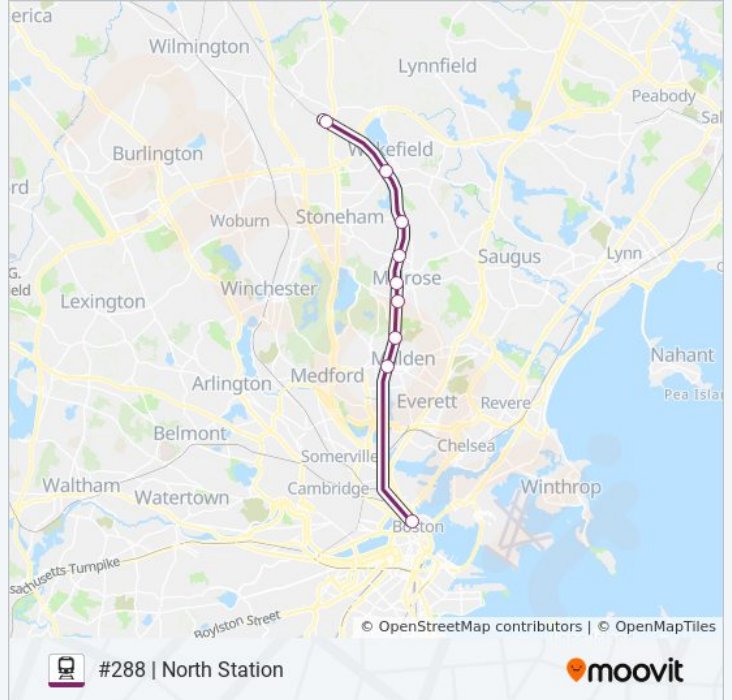 erica
Wilmington
Lynnfield
Peabody
Sal
Burlington
Wakefield
ord
Woburn
Stoneham
Saugus
Lynn
G.
eld
Winchester
Melrose
Lexington
Nahant
Arlington
Medford
Malden
Pea Islan
Everett
Revere
Belmont
Chelsea
Somerville
Waltham
Watertown
Cambridge
Winthrop
Boston
sachusetts Turnpike
Boylston Street
© OpenStreetMap contributors | © OpenMapTiles
#288 | North Station
moovit